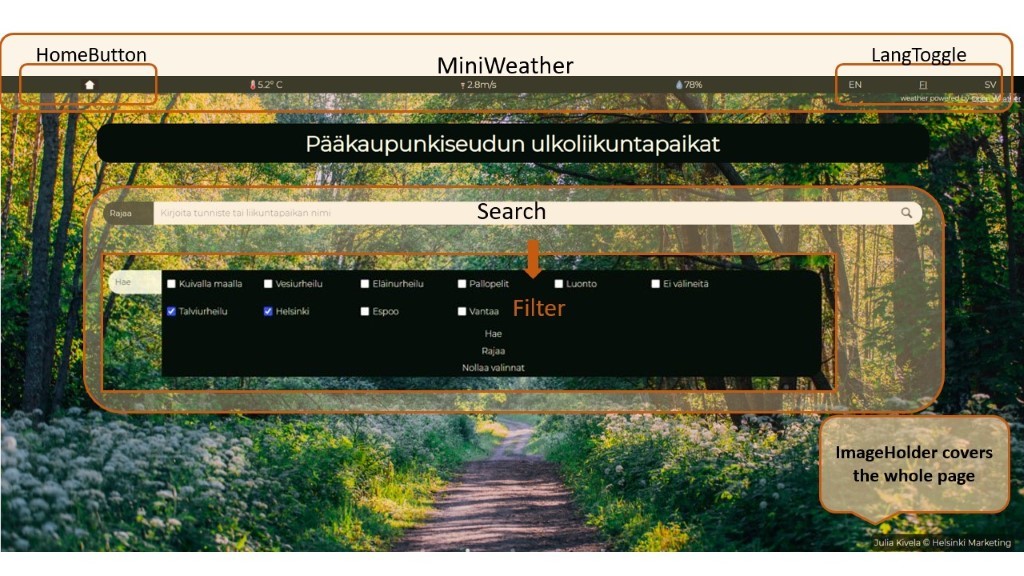 HomeButton
MiniWeather
LangToggle
5.2° C
2.8m/s
78%
EN
FI
SV
weather powered by OpenWeather
Pääkaupunkiseudun ulkoliikuntapaikat
Search
Rajaa
Kirjoita tunniste tai liikuntapaikan nimi
Hae
Kuivalla maalla
Vesiurheilu
Eläinurheilu
Pallopelit
Luonto
Ei välineitä
Talviurheilu
Helsinki
Espoo
Vantaa
Filter
Hae
Rajaa
Nollaa valinnat
ImageHolder covers
the whole page
Julia Kivela © Helsinki Marketing